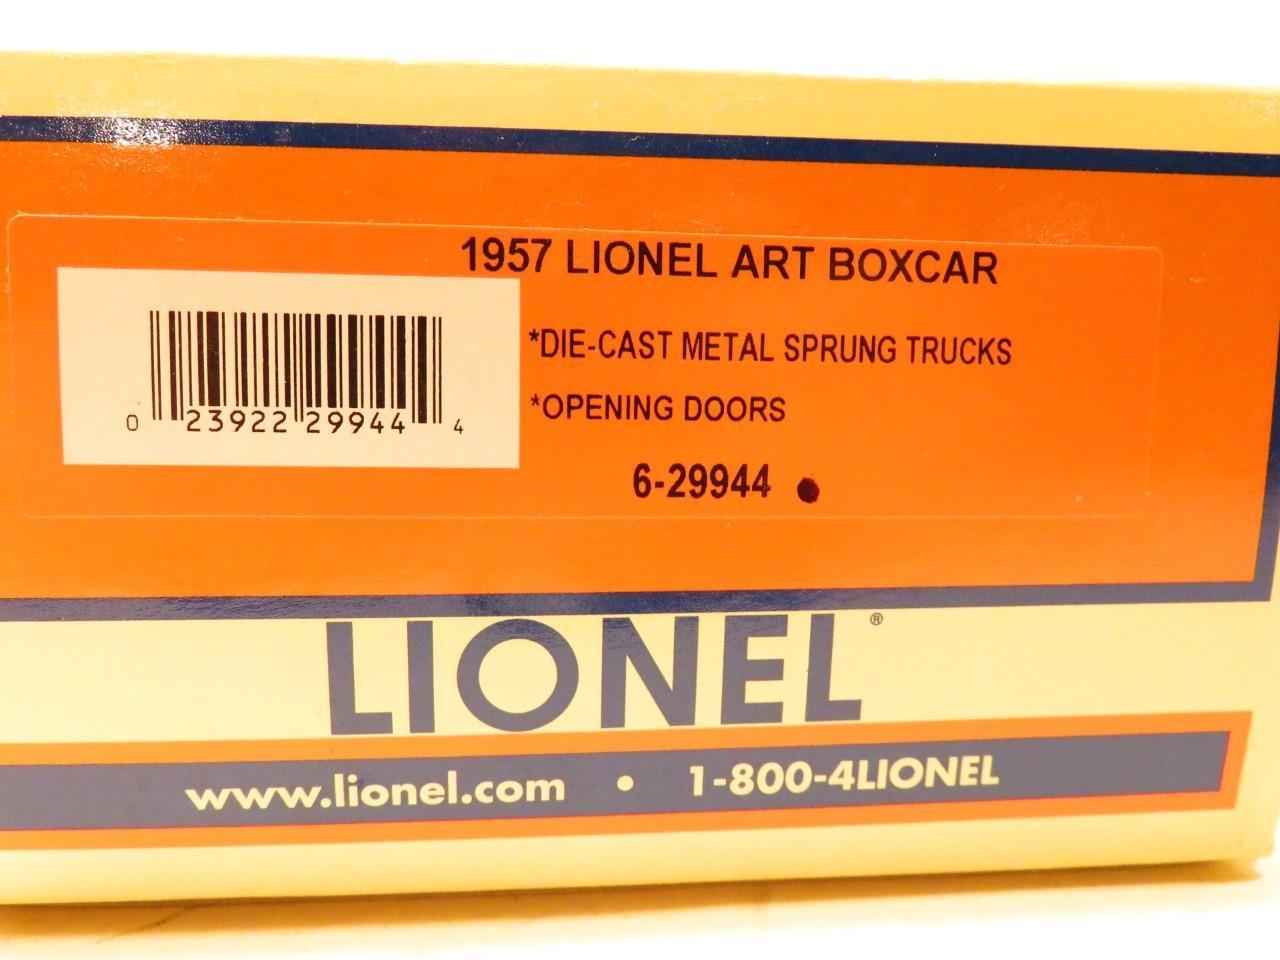 1957 LIONEL ART BOXCAR
*DIE-CAST METAL SPRUNG TRUCKS
*OPENING DOORS
0 23922 29944 4
6-29944
LIONEL®
www.lionel.com • 1-800-4LIONEL